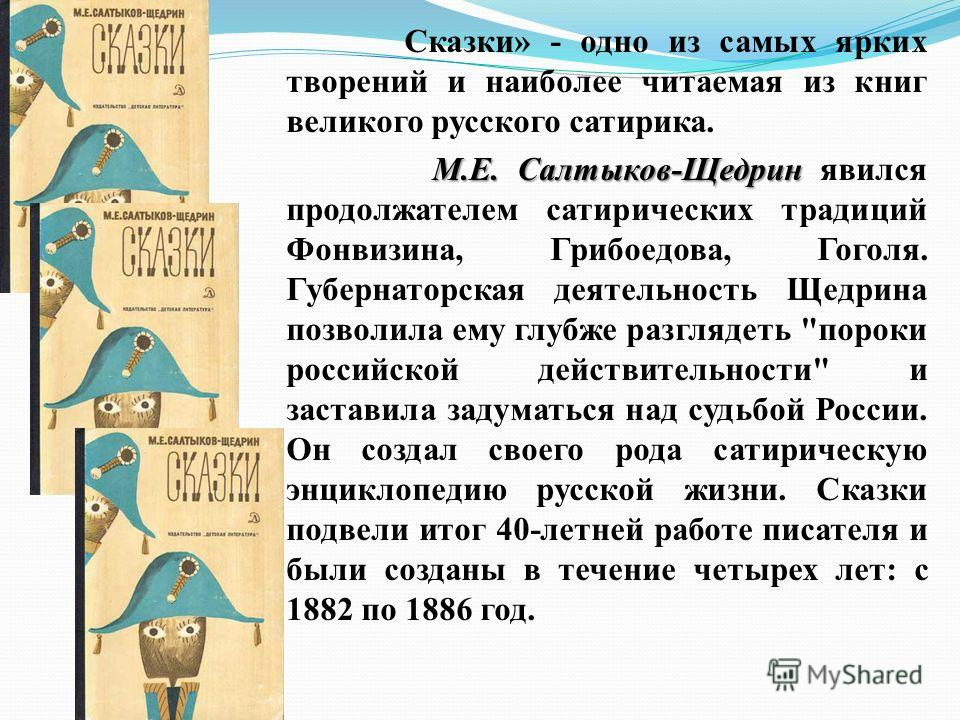 М.Е.САЛТЫКОВ-ЩЕДРИН
СКАЗКИ
ИЗДАТЕЛЬСТВО „ДЕТСКАЯ ЛИТЕРАТУРА"
М.Е.САЛТЫКОВ-ЩЕДРИН
СКАЗКИ
ИЗДАТЕЛЬСТВО „ДЕТСКАЯ ЛИТЕРАТУРА"
М.Е.САЛТЫКОВ-ЩЕДРИН
СКАЗКИ
ИЗДАТЕЛЬСТВО „ДЕТСКАЯ ЛИТЕРАТУРА"
Сказки» - одно из самых ярких
творений и наиболее читаемая из книг
великого русского сатирика.
М.Е. Салтыков-Щедрин явился
продолжателем сатирических традиций
Фонвизина, Грибоедова, Гоголя.
Губернаторская деятельность Щедрина
позволила ему глубже разглядеть "пороки
российской действительности" и
заставила задуматься над судьбой России.
Он создал своего рода сатирическую
энциклопедию русской жизни. Сказки
подвели итог 40-летней работе писателя и
были созданы в течение четырех лет: с
1882 по 1886 год.
MyShared